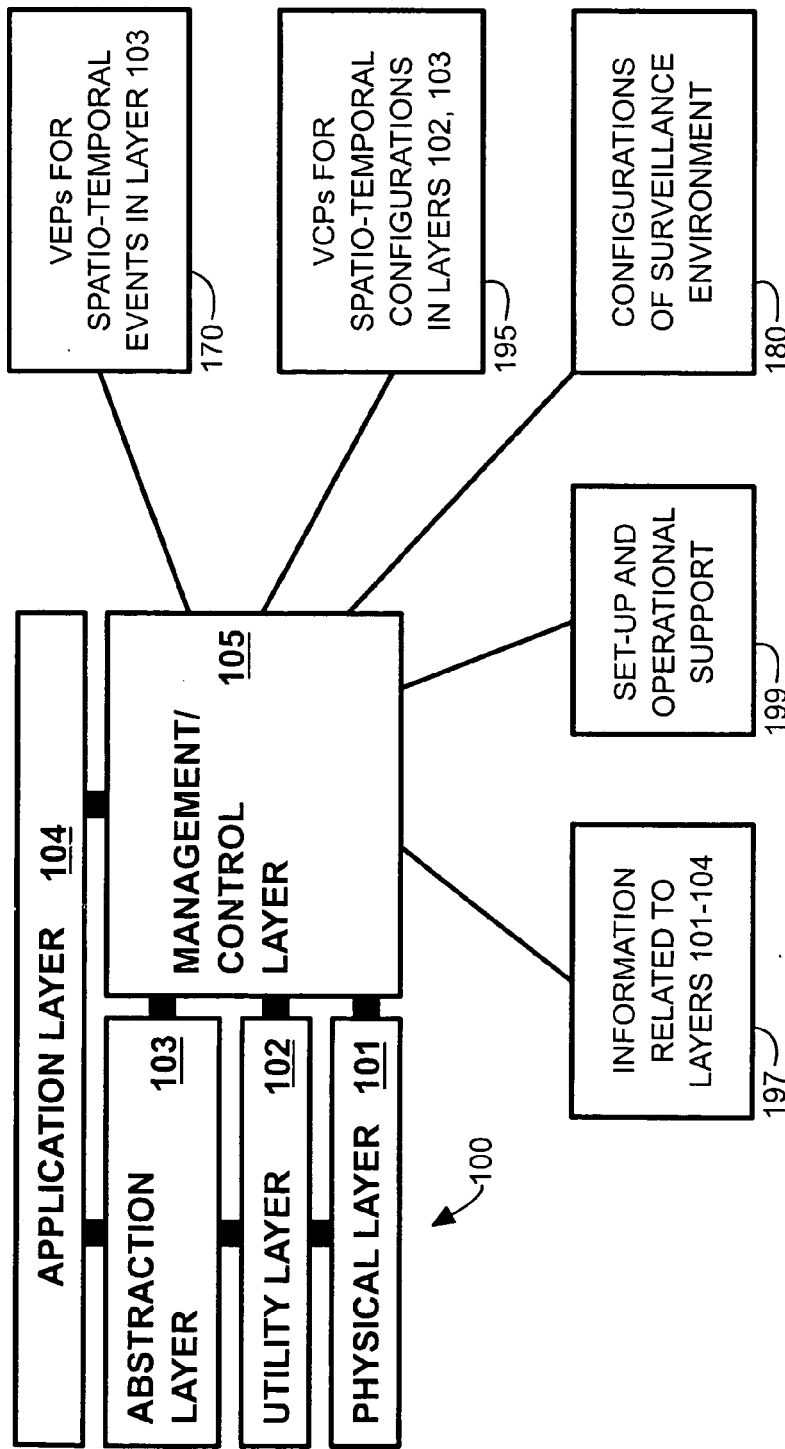 APPLICATION LAYER 104
ABSTRACTION
LAYER
103
UTILITY LAYER 102
PHYSICAL LAYER 101
MANAGEMENT/
CONTROL
LAYER
105
100
VEPs FOR
SPATIO-TEMPORAL
EVENTS IN LAYER 103
170
VCPs FOR
SPATIO-TEMPORAL
CONFIGURATIONS
IN LAYERS 102, 103
195
CONFIGURATIONS
OF SURVEILLANCE
ENVIRONMENT
180
SET-UP AND
OPERATIONAL
SUPPORT
199
INFORMATION
RELATED TO
LAYERS 101-104
197